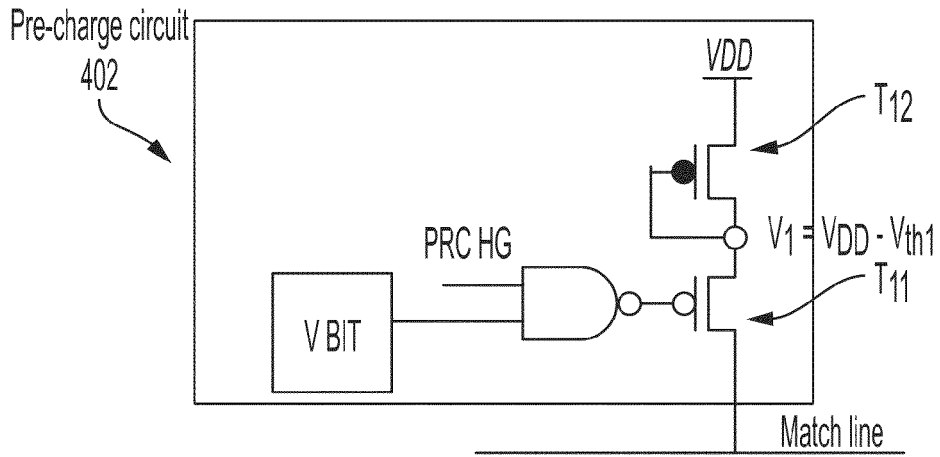 Pre-charge circuit
402
VDD
T12
V1 = VDD - Vth1
PRC HG
T11
V BIT
Match line